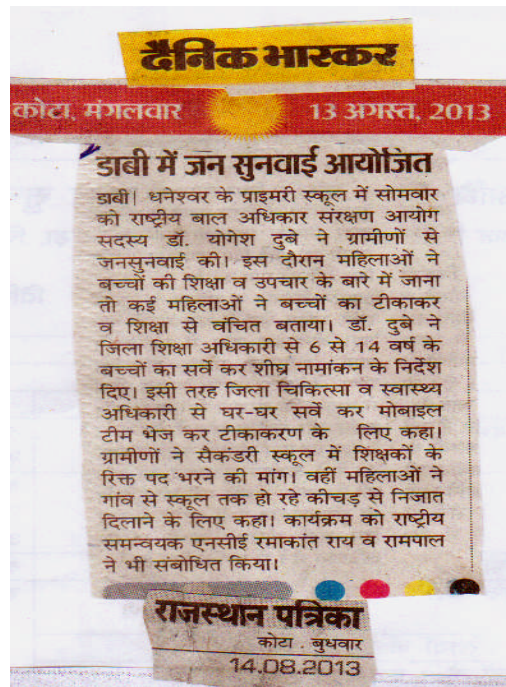 दैनिक भास्कर
कोटा, मंगलवार 13 अगस्त, 2013
डाबी में जन सुनवाई आयोजित
डाबी। धनेश्वर के प्राइमरी स्कूल में सोमवार
को राष्ट्रीय बाल अधिकार संरक्षण आयोग
सदस्य डॉ. योगेश दुबे ने ग्रामीणों से
जनसुनवाई की। इस दौरान महिलाओं ने
बच्चों की शिक्षा व उपचार के बारे में जाना
तो कई महिलाओं ने बच्चों का टीकाकर
व शिक्षा से वंचित बताया। डॉ. दुबे ने
जिला शिक्षा अधिकारी से 6 से 14 वर्ष के
बच्चों का सर्वे कर शीघ्र नामांकन के निर्देश
दिए। इसी तरह जिला चिकित्सा व स्वास्थ्य
अधिकारी से घर-घर सर्वे कर मोबाइल
टीम भेज कर टीकाकरण के लिए कहा।
ग्रामीणों ने सैकंडरी स्कूल में शिक्षकों के
रिक्त पद भरने की मांग। वहीं महिलाओं ने
गांव से स्कूल तक हो रहे कीचड़ से निजात
दिलाने के लिए कहा। कार्यक्रम को राष्ट्रीय
समन्वयक एनसीई रमाकांत राय व रामपाल
ने भी संबोधित किया।
राजस्थान पत्रिका
कोटा . बुधवार
14.08.2013